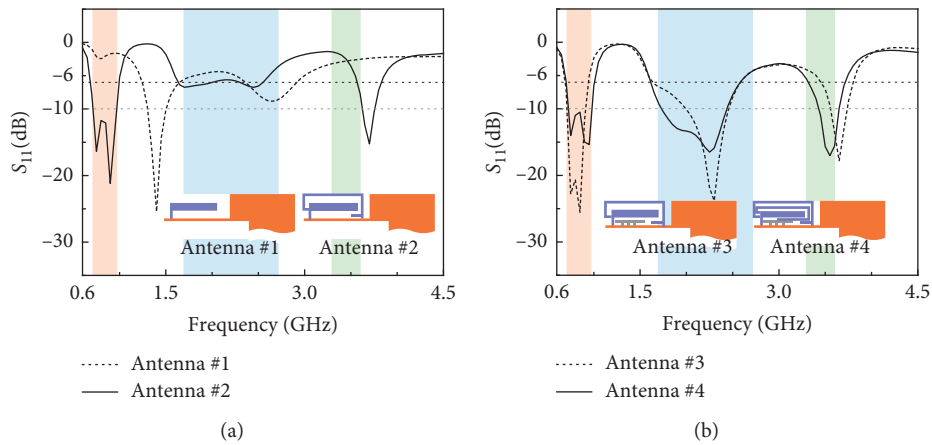 0
−6
−10
−20
−30
S11(dB)
Antenna #1
Antenna #2
0.6
1.5
3.0
4.5
Frequency (GHz)
Antenna #1
Antenna #2
(a)
0
−6
−10
−20
−30
S11(dB)
Antenna #3
Antenna #4
0.6
1.5
3.0
4.5
Frequency (GHz)
Antenna #3
Antenna #4
(b)